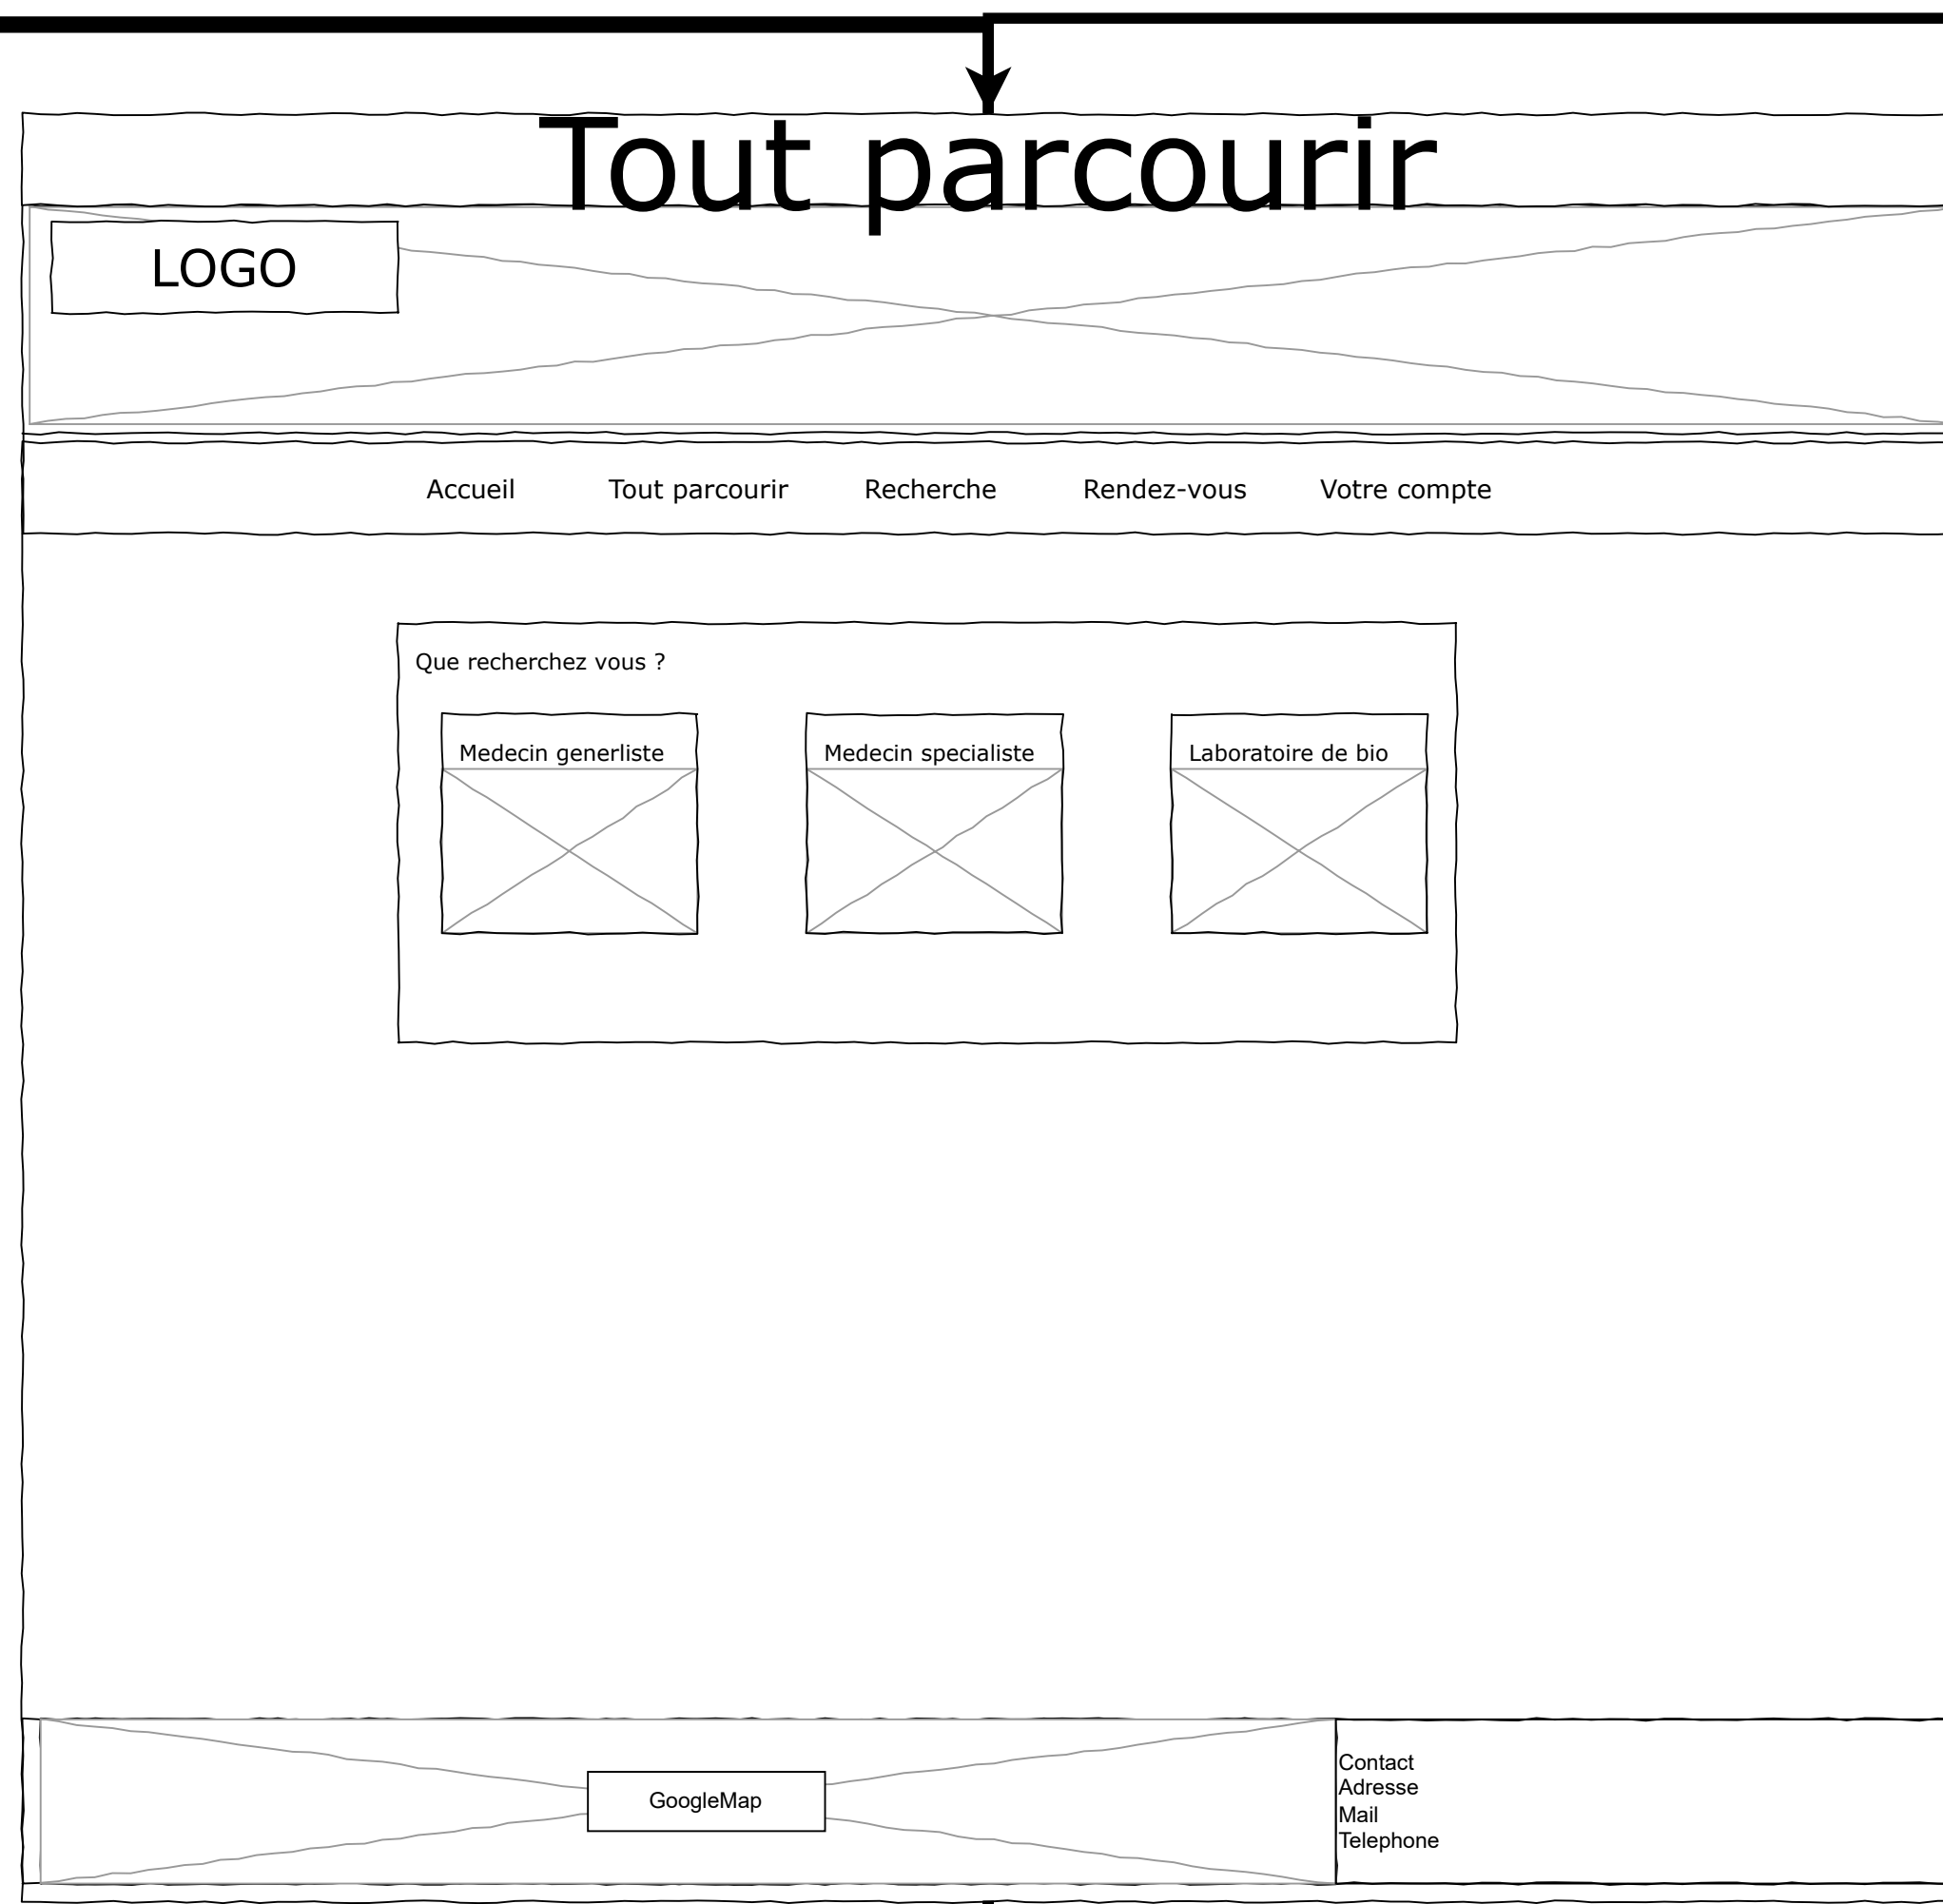 Tout parcourir
LOGO
Accueil Tout parcourir Recherche Rendez-vous Votre compte
Que recherchez vous ?
Medecin generliste Medecin specialiste Laboratoire de bio
GoogleMap
Contact
Adresse
Mail
Telephone